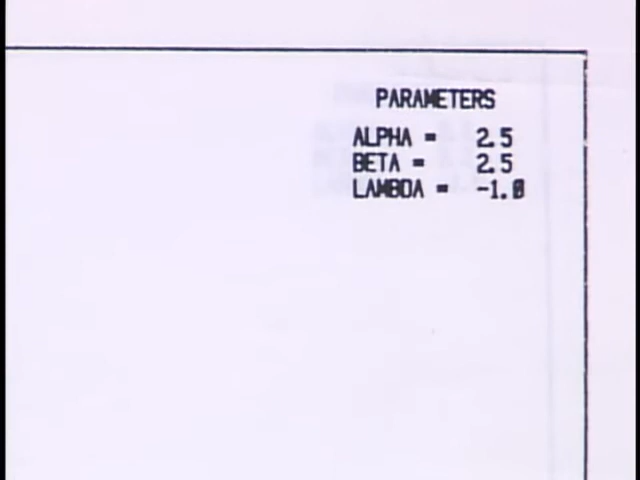 PARAMETERS
ALPHA = 2.5
BETA = 2.5
LAMBDA = -1.0